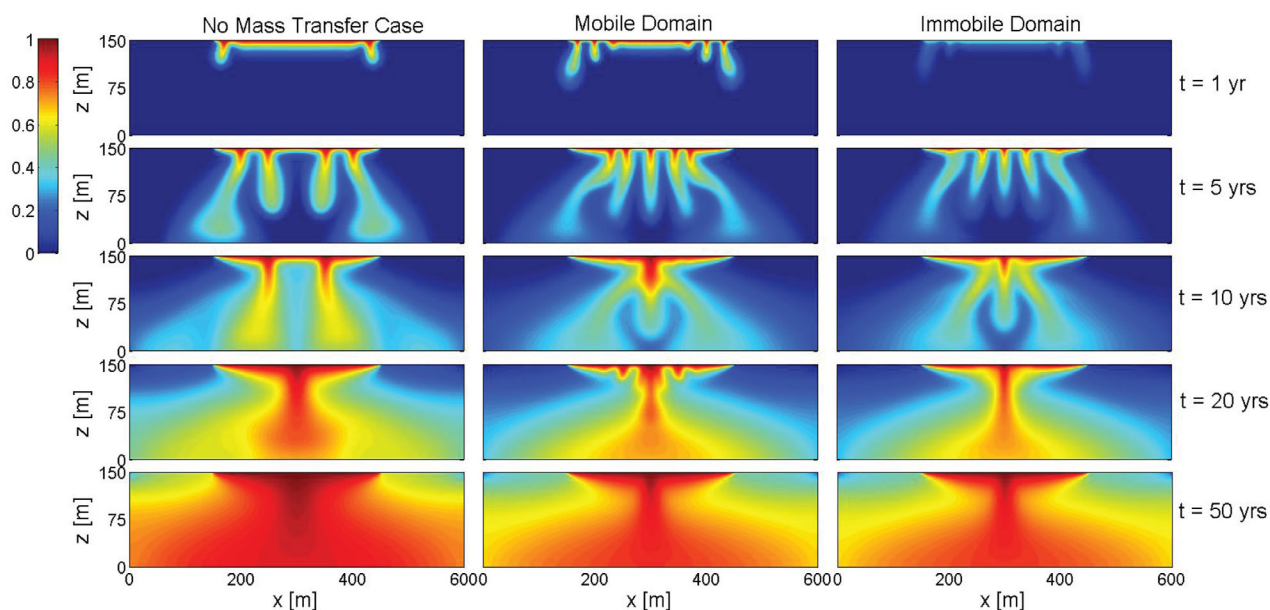 No Mass Transfer Case Mobile Domain Immobile Domain
1
0.8
0.6
0.4
0.2
0
z [m]
150
75
0
t = 1 yr
z [m]
150
75
0
t = 5 yrs
z [m]
150
75
0
t = 10 yrs
z [m]
150
75
0
t = 20 yrs
z [m]
150
75
0
t = 50 yrs
0 200 400 600 200 400 600 200 400 600
x [m] x [m] x [m]